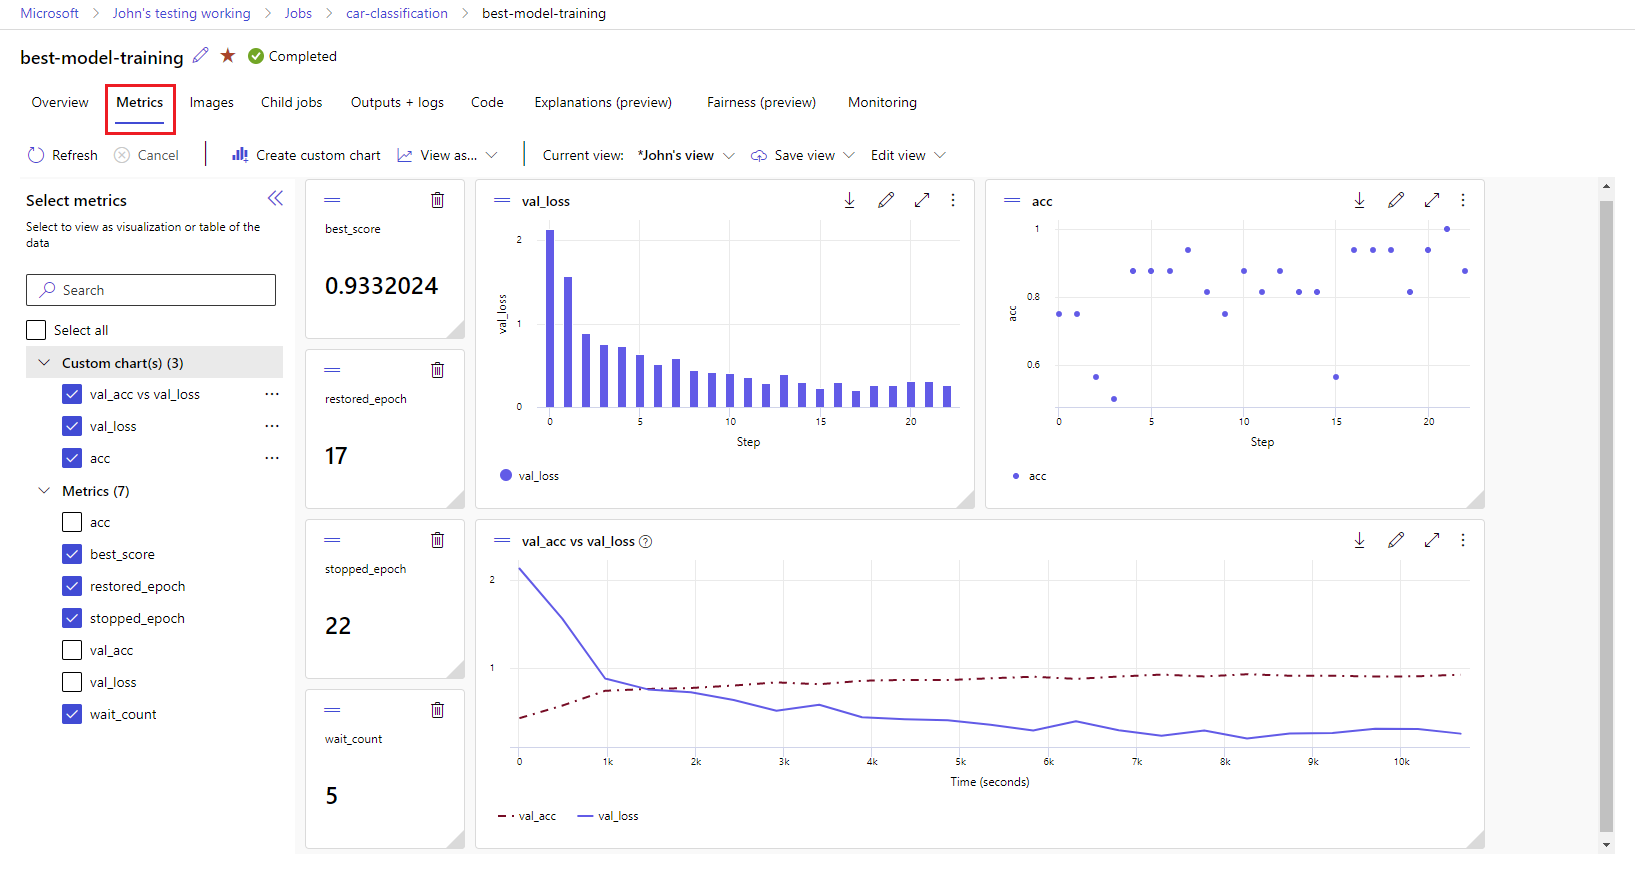 Microsoft > John's testing working > Jobs > car-classification > best-model-training
best-model-training Completed
Overview Metrics Images Child jobs Outputs + logs Code Explanations (preview) Fairness (preview) Monitoring
Refresh Cancel Create custom chart View as... Current view: *John's view Save view Edit view
Select metrics
Select to view as visualization or table of the
data
Search
Select all
Custom chart(s) (3)
val_acc vs val_loss ...
val_loss ...
acc ...
Metrics (7)
acc
best_score
restored_epoch
stopped_epoch
val_acc
val_loss
wait_count
best_score
0.9332024
restored_epoch
17
stopped_epoch
22
wait_count
5
val_loss
2
1
0
val_loss
0 5 10 15 20
Step
val_loss
acc
1
0.8
0.6
acc
0 5 10 15 20
Step
acc
val_acc vs val_loss ?
2
1
0 1k 2k 3k 4k 5k 6k 7k 8k 9k 10k
Time (seconds)
val_acc val_loss